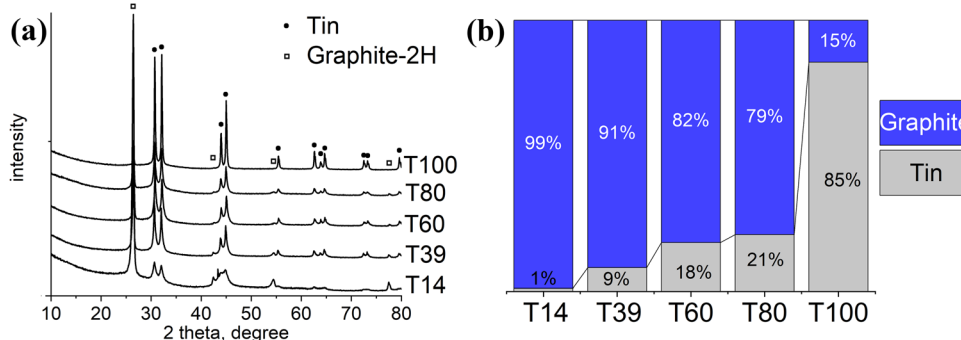 (a)
Tin
Graphite-2H
intensity
T100
T80
T60
T39
T14
10 20 30 40 50 60 70 80
2 theta, degree
(b)
99% 91% 82% 79% 15%
1% 9% 18% 21% 85%
T14 T39 T60 T80 T100
Graphite
Tin